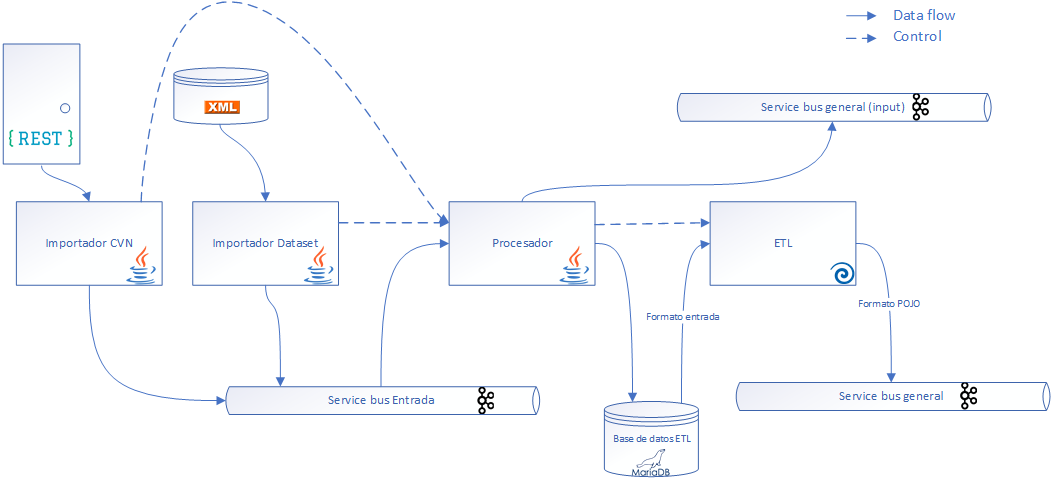 Data flow
Control
XML
Service bus general (input)
{ REST }
Importador CVN
Importador Dataset
Procesador
ETL
Formato POJO
Formato entrada
Service bus Entrada
Service bus general
Base de datos ETL
MariaDB